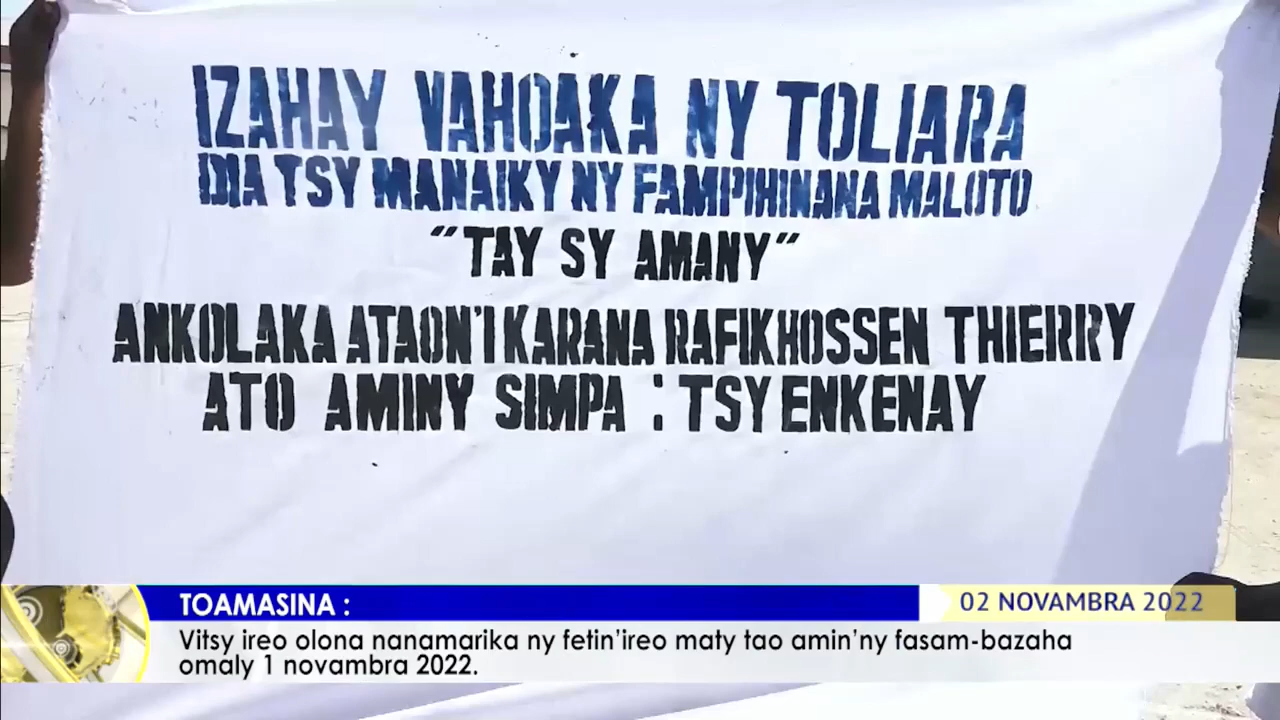 IZAHAY VAHOAKA NY TOLIARA
DIA TSY MANAIKY NY FAMPIHINANA MALOTO
"TAY SY AMANY"
ANKOLAKA ATAON'I KARANA RAFIKHOSSEN THIERRY
ATO AMINY SIMPA : TSY ENKENAY
TOAMASINA :
02 NOVAMBRA 2022
Vitsy ireo olona nanamarika ny fetin'ireo maty tao amin'ny fasam-bazaha
omaly 1 novambra 2022.